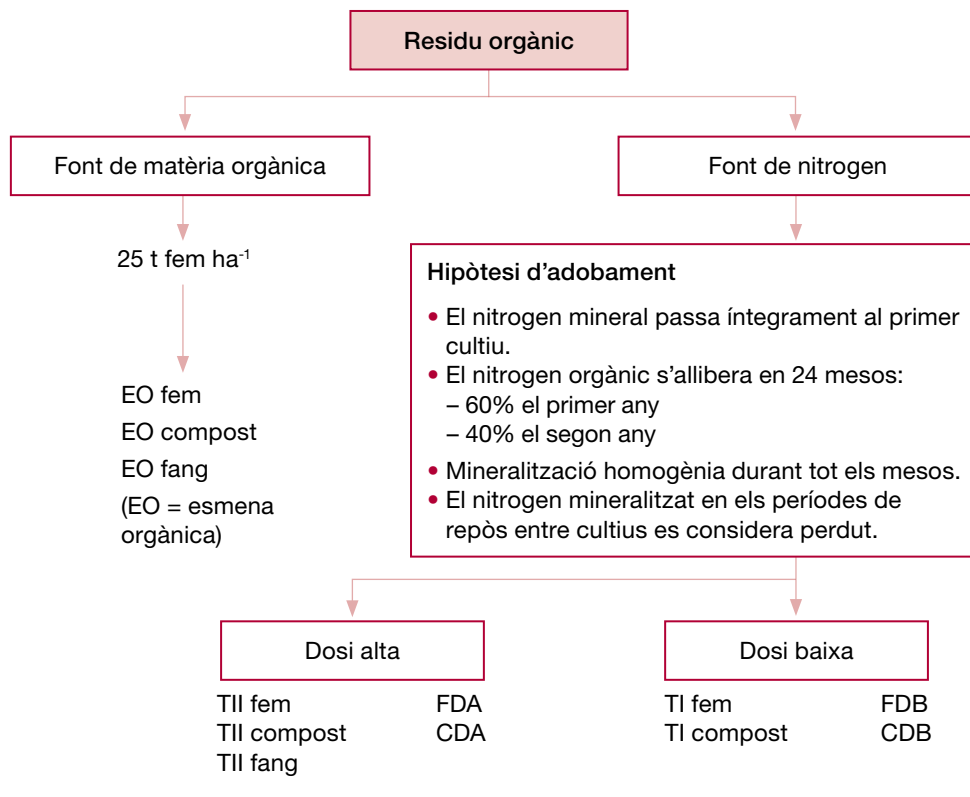 Residu orgànic
Font de matèria orgànica
Font de nitrogen
25 t fem ha⁻¹
EO fem
EO compost
EO fang
(EO = esmena
orgànica)
Hipòtesi d’adobament
• El nitrogen mineral passa íntegrament al primer
cultiu.
• El nitrogen orgànic s’allibera en 24 mesos:
– 60% el primer any
– 40% el segon any
• Mineralització homogènia durant tot els mesos.
• El nitrogen mineralitzat en els períodes de
repòs entre cultius es considera perdut.
Dosi alta
TII fem FDA
TII compost CDA
TII fang
Dosi baixa
TI fem FDB
TI compost CDB